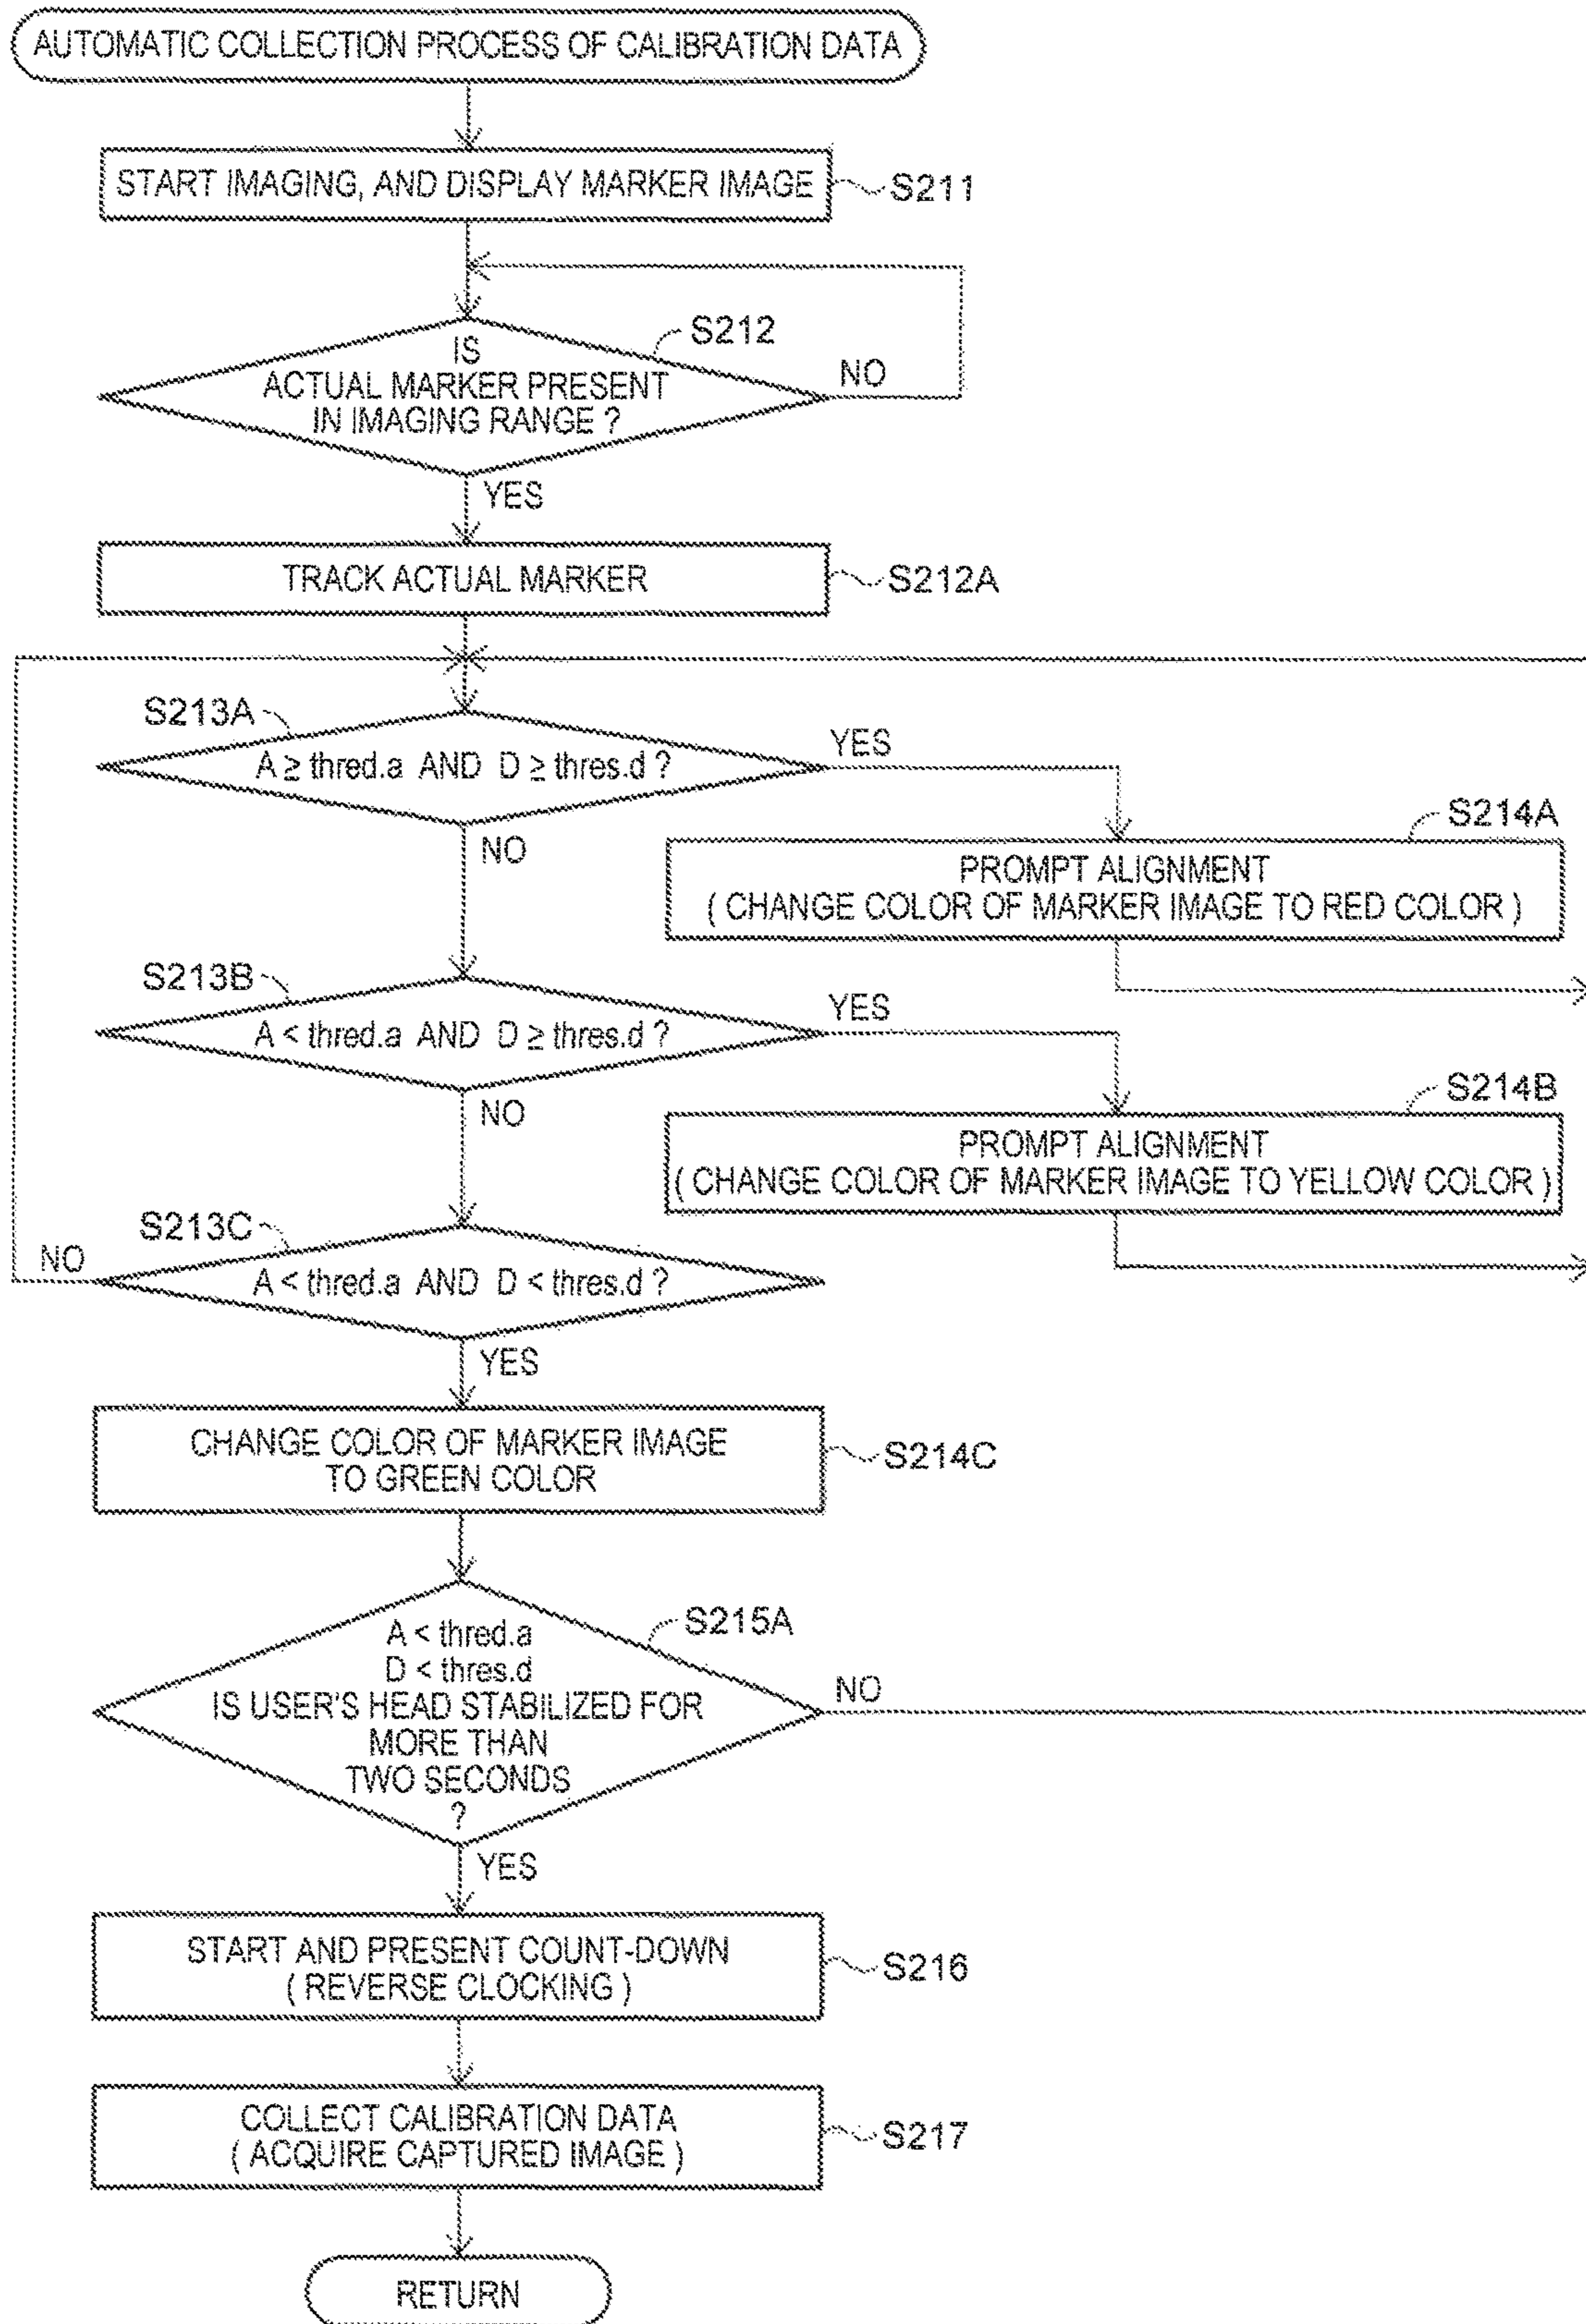 AUTOMATIC COLLECTION PROCESS OF CALIBRATION DATA
START IMAGING, AND DISPLAY MARKER IMAGE
S211
S212
IS
ACTUAL MARKER PRESENT
IN IMAGING RANGE ?
NO
YES
TRACK ACTUAL MARKER
S212A
S213A
A ≥ thred.a AND D ≥ thres.d ?
YES
NO
S214A
PROMPT ALIGNMENT
( CHANGE COLOR OF MARKER IMAGE TO RED COLOR )
S213B
A < thred.a AND D ≥ thres.d ?
YES
NO
S214B
PROMPT ALIGNMENT
( CHANGE COLOR OF MARKER IMAGE TO YELLOW COLOR )
S213C
NO
A < thred.a AND D < thres.d ?
YES
CHANGE COLOR OF MARKER IMAGE
TO GREEN COLOR
S214C
S215A
A < thred.a
D < thres.d
IS USER'S HEAD STABILIZED FOR
MORE THAN
TWO SECONDS
?
NO
YES
START AND PRESENT COUNT-DOWN
( REVERSE CLOCKING )
S216
COLLECT CALIBRATION DATA
( ACQUIRE CAPTURED IMAGE )
S217
RETURN